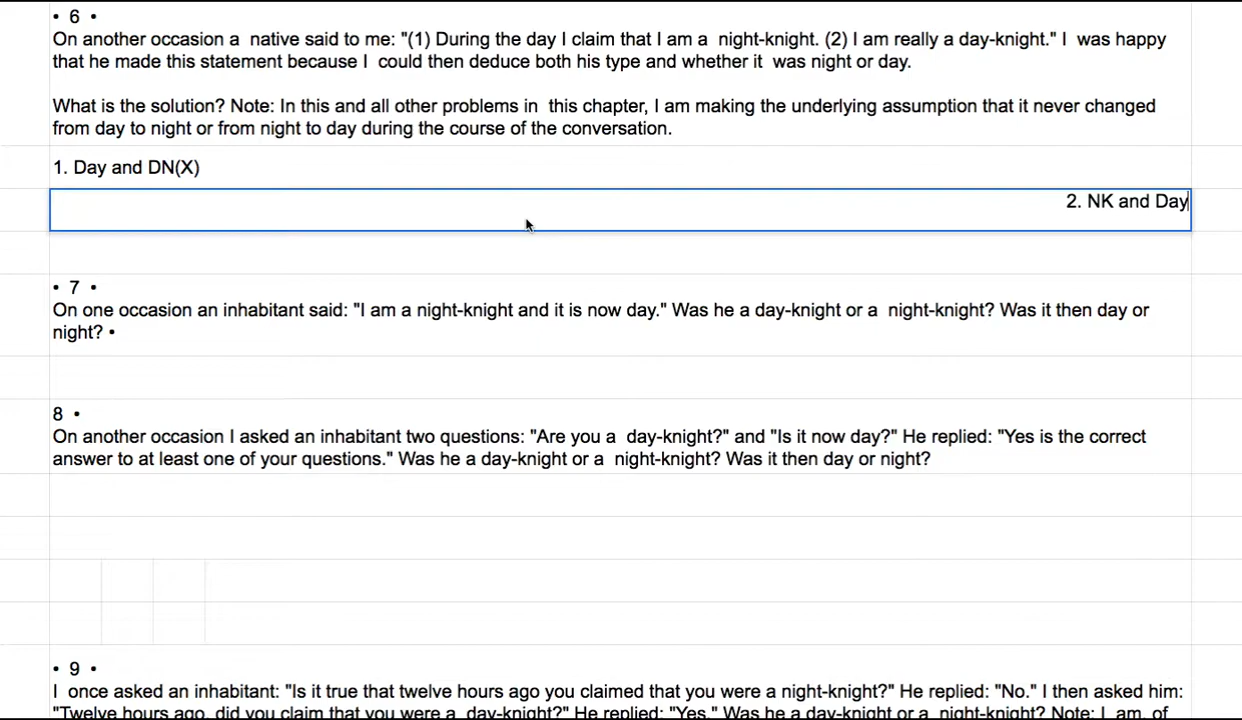 • 6 •
On another occasion a native said to me: "(1) During the day I claim that I am a night-knight. (2) I am really a day-knight." I was happy
that he made this statement because I could then deduce both his type and whether it was night or day.
What is the solution? Note: In this and all other problems in this chapter, I am making the underlying assumption that it never changed
from day to night or from night to day during the course of the conversation.
1. Day and DN(X)
2. NK and Day
• 7 •
On one occasion an inhabitant said: "I am a night-knight and it is now day." Was he a day-knight or a night-knight? Was it then day or
night? •
8 •
On another occasion I asked an inhabitant two questions: "Are you a day-knight?" and "Is it now day?" He replied: "Yes is the correct
answer to at least one of your questions." Was he a day-knight or a night-knight? Was it then day or night?
• 9 •
I once asked an inhabitant: "Is it true that twelve hours ago you claimed that you were a night-knight?" He replied: "No." I then asked him:
"Twelve hours ago, did you claim that you were a day-knight?" He replied: "Yes." Was he a day-knight or a night-knight? Note: I am, of